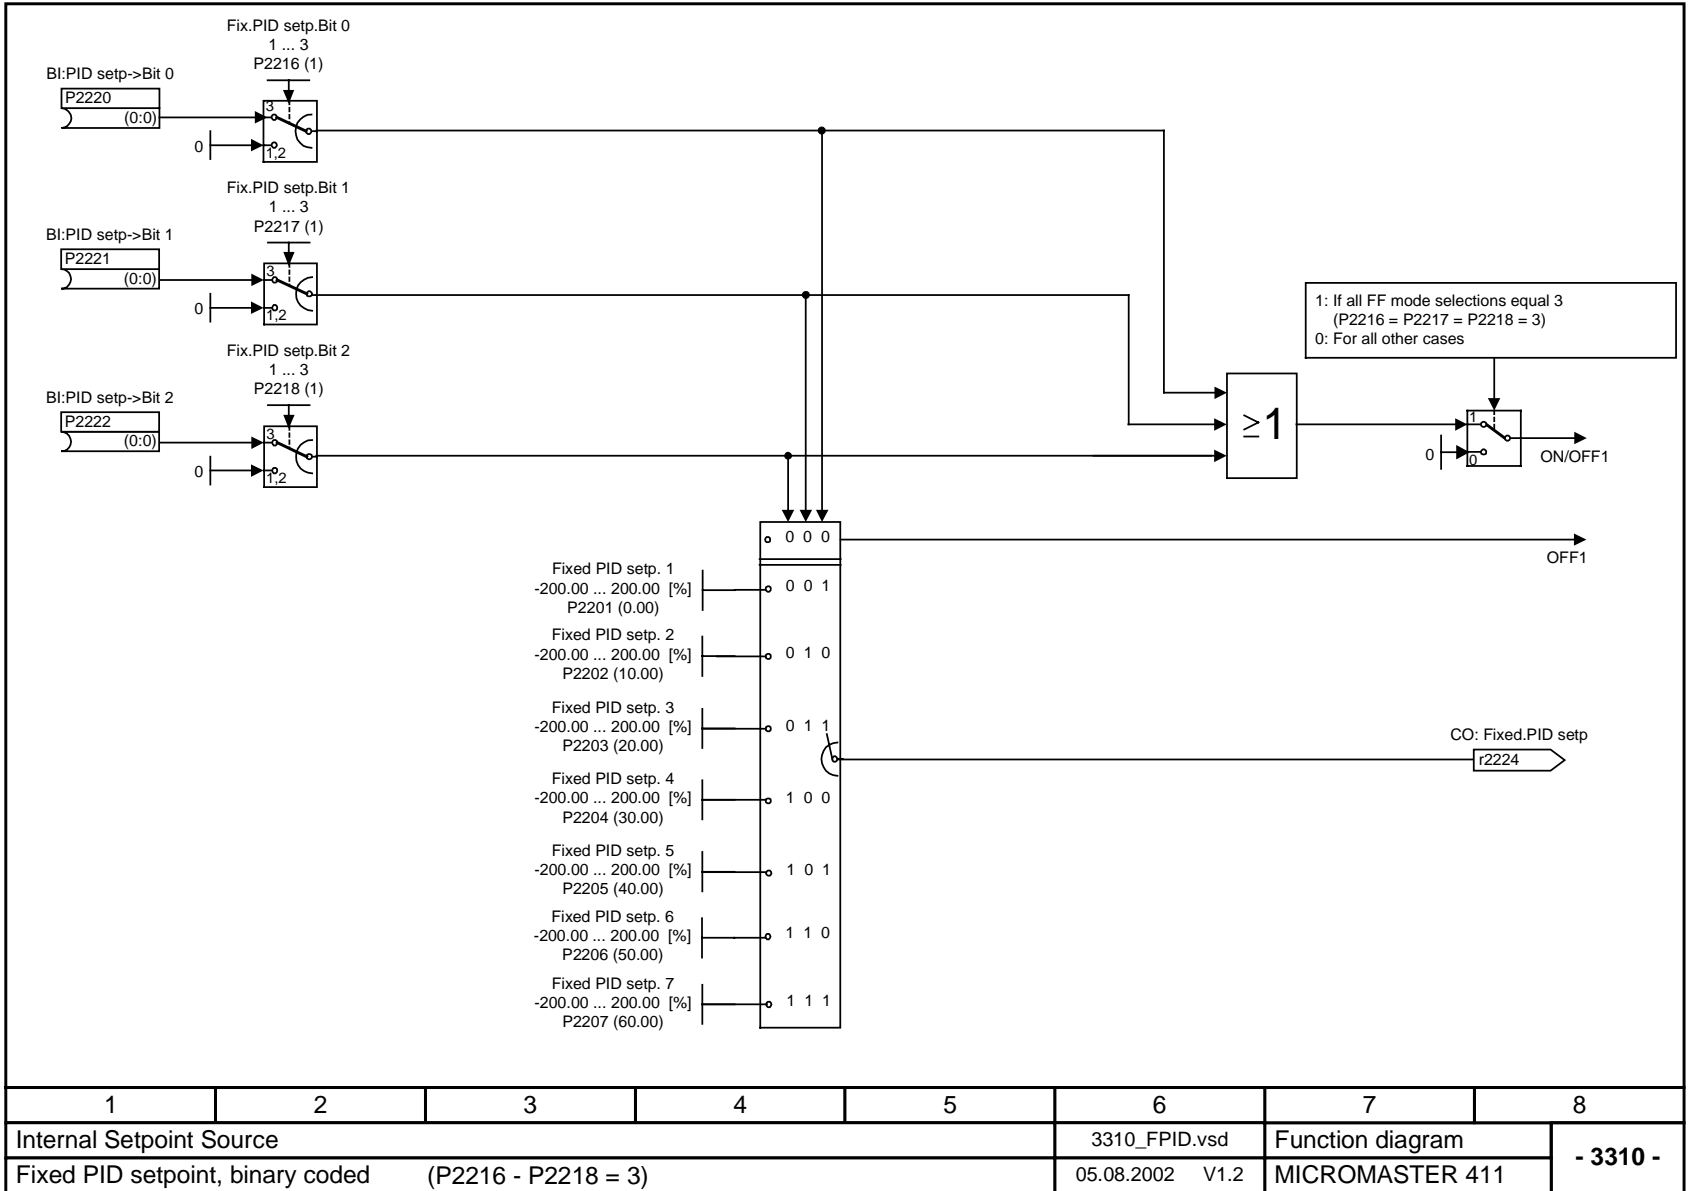 Fix.PID setp.Bit 0
1 ... 3
P2216 (1)
BI:PID setp->Bit 0
P2220
(0:0)
3
0
1,2
Fix.PID setp.Bit 1
1 ... 3
P2217 (1)
BI:PID setp->Bit 1
P2221
(0:0)
3
0
1,2
Fix.PID setp.Bit 2
1 ... 3
P2218 (1)
BI:PID setp->Bit 2
P2222
(0:0)
3
0
1,2
1: If all FF mode selections equal 3
(P2216 = P2217 = P2218 = 3)
0: For all other cases
≥1
1
0
0
ON/OFF1
0 0 0
OFF1
Fixed PID setp. 1
-200.00 ... 200.00 [%]
P2201 (0.00)
0 0 1
Fixed PID setp. 2
-200.00 ... 200.00 [%]
P2202 (10.00)
0 1 0
Fixed PID setp. 3
-200.00 ... 200.00 [%]
P2203 (20.00)
0 1 1
CO: Fixed.PID setp
r2224
Fixed PID setp. 4
-200.00 ... 200.00 [%]
P2204 (30.00)
1 0 0
Fixed PID setp. 5
-200.00 ... 200.00 [%]
P2205 (40.00)
1 0 1
Fixed PID setp. 6
-200.00 ... 200.00 [%]
P2206 (50.00)
1 1 0
Fixed PID setp. 7
-200.00 ... 200.00 [%]
P2207 (60.00)
1 1 1
1 2 3 4 5 6 7 8
Internal Setpoint Source 3310_FPID.vsd Function diagram
- 3310 -
Fixed PID setpoint, binary coded (P2216 - P2218 = 3) 05.08.2002 V1.2 MICROMASTER 411